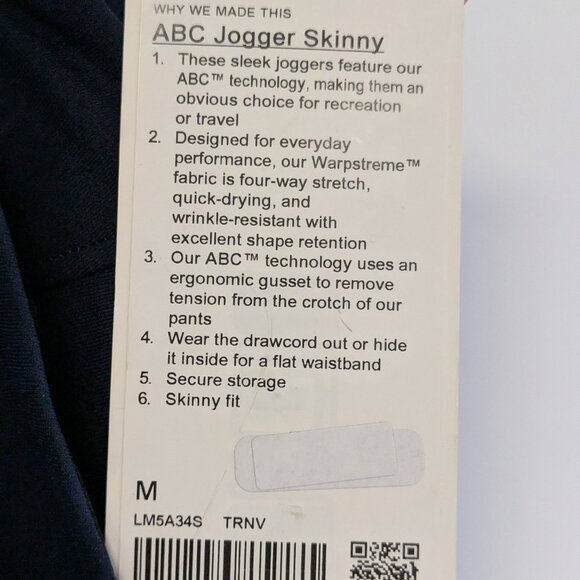 WHY WE MADE THIS
ABC Jogger Skinny
1. These sleek joggers feature our
ABC™ technology, making them an
obvious choice for recreation
or travel
2. Designed for everyday
performance, our Warpstreme™
fabric is four-way stretch,
quick-drying, and
wrinkle-resistant with
excellent shape retention
3. Our ABC™ technology uses an
ergonomic gusset to remove
tension from the crotch of our
pants
4. Wear the drawcord out or hide
it inside for a flat waistband
5. Secure storage
6. Skinny fit
M
LM5A34S TRNV